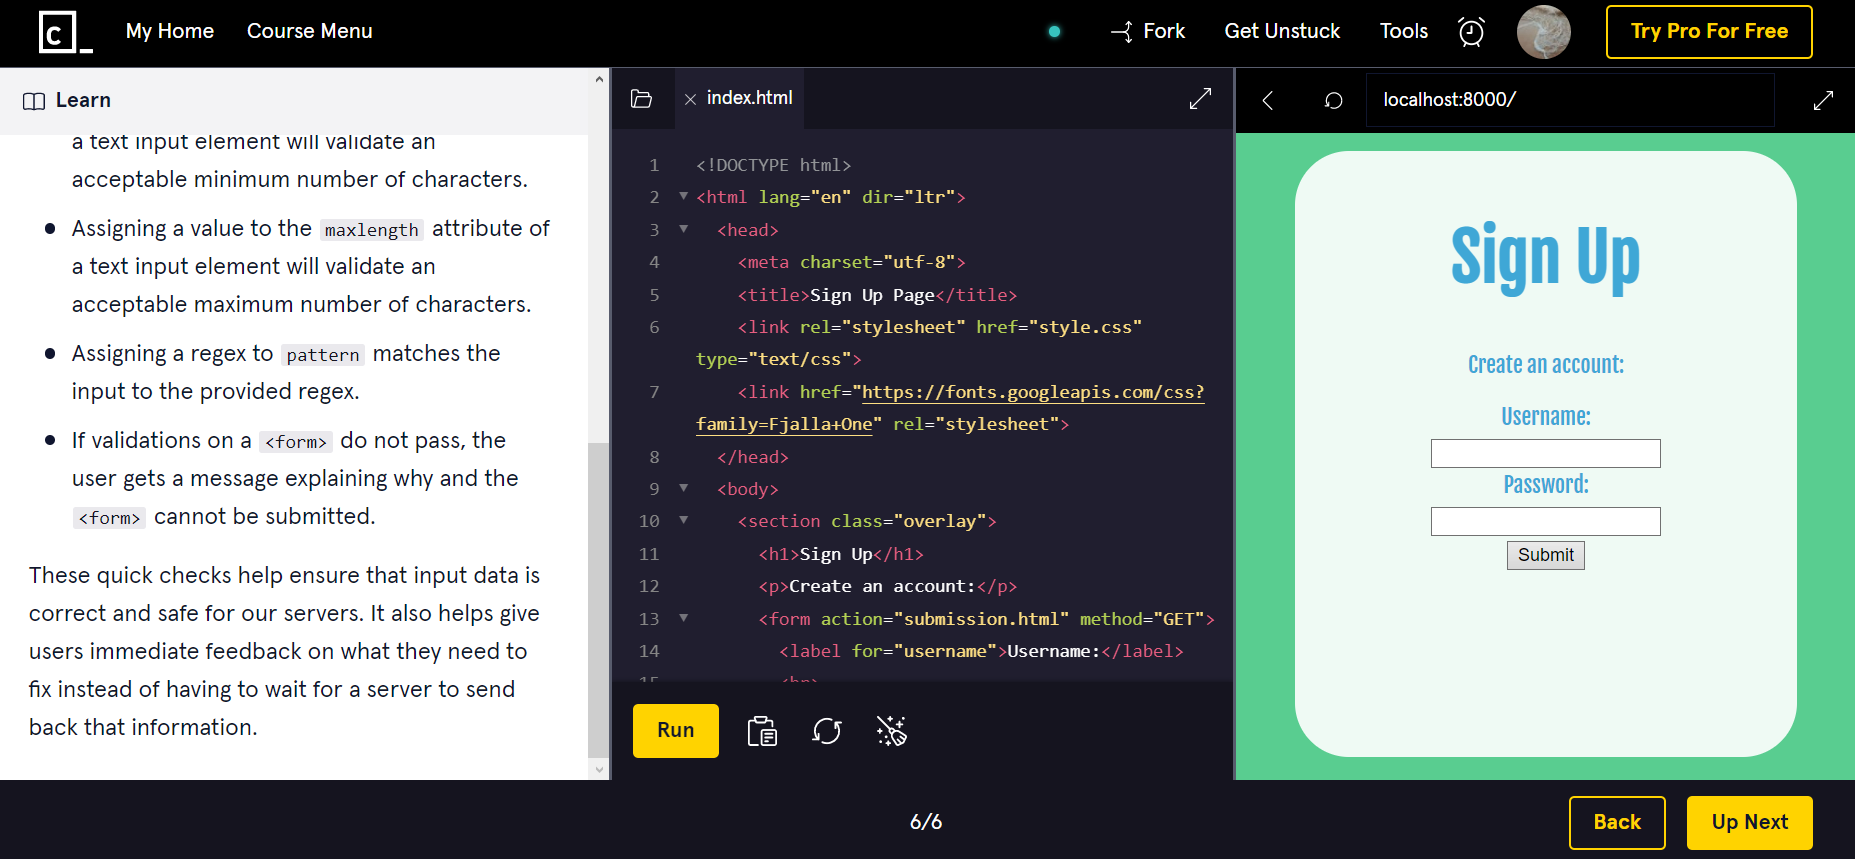 c_ My Home Course Menu Fork Get Unstuck Tools Try Pro For Free
Learn
a text input element will validate an
acceptable minimum number of characters.
Assigning a value to the maxlength attribute of
a text input element will validate an
acceptable maximum number of characters.
Assigning a regex to pattern matches the
input to the provided regex.
If validations on a <form> do not pass, the
user gets a message explaining why and the
<form> cannot be submitted.
These quick checks help ensure that input data is
correct and safe for our servers. It also helps give
users immediate feedback on what they need to
fix instead of having to wait for a server to send
back that information.
index.html
1 <!DOCTYPE html>
2 <html lang="en" dir="ltr">
3 <head>
4 <meta charset="utf-8">
5 <title>Sign Up Page</title>
6 <link rel="stylesheet" href="style.css"
type="text/css">
7 <link href="https://fonts.googleapis.com/css?
family=Fjalla+One" rel="stylesheet">
8 </head>
9 <body>
10 <section class="overlay">
11 <h1>Sign Up</h1>
12 <p>Create an account:</p>
13 <form action="submission.html" method="GET">
14 <label for="username">Username:</label>
15 <br>
Run
localhost:8000/
Sign Up
Create an account:
Username:
Password:
Submit
6/6
Back Up Next